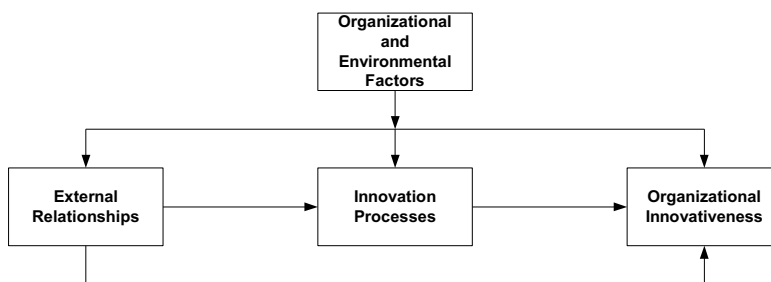 Organizational
and
Environmental
Factors
External
Relationships
Innovation
Processes
Organizational
Innovativeness